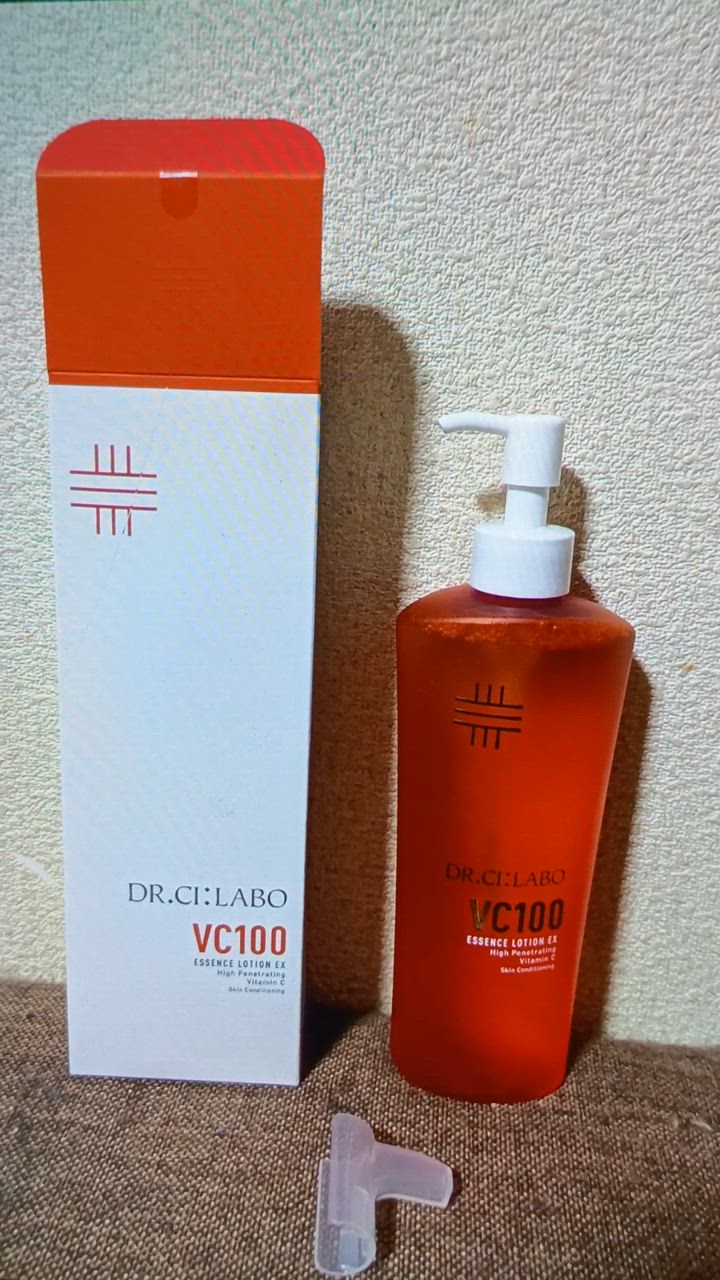 DR.CI:LABO
VC100
ESSENCE LOTION EX
High Penetrating
Vitamin C
Skin Conditioning
DR.CI:LABO
VC100
ESSENCE LOTION EX
High Penetrating
Vitamin C
Skin Conditioning